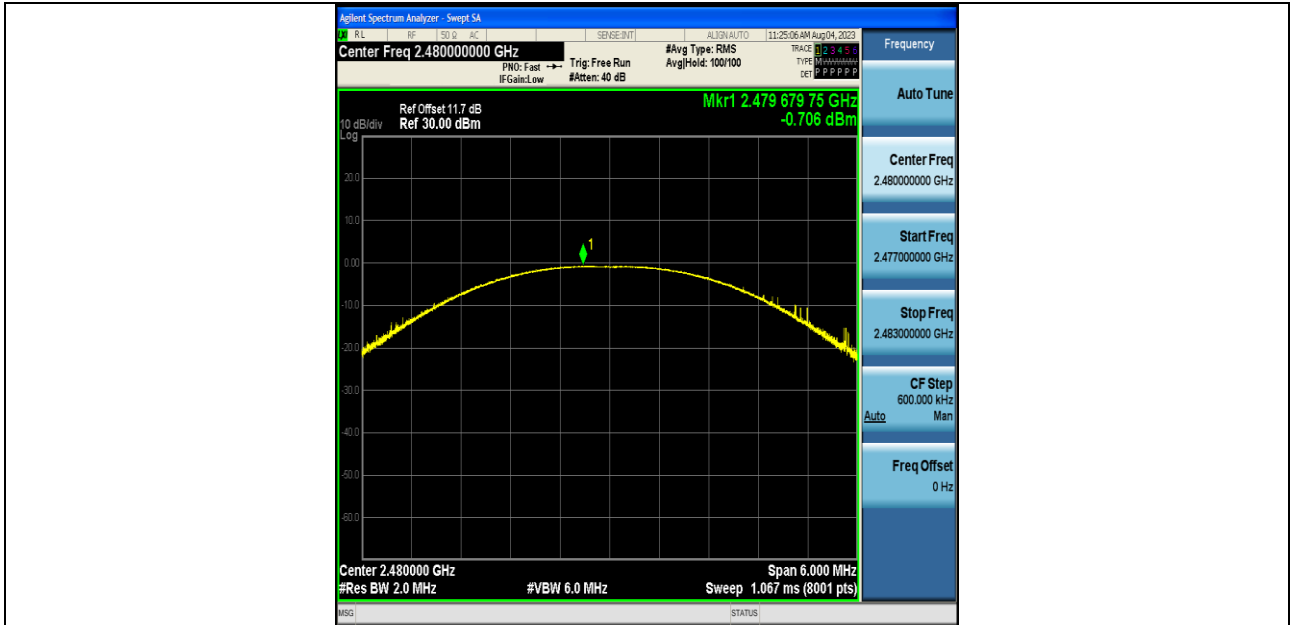 Agilent Spectrum Analyzer - Swept SA
LXI RL RF 50 Ω AC SENSE:INT ALIGN AUTO 11:25:06 AM Aug 04, 2023
Center Freq 2.480000000 GHz
PNO: Fast
IFGain:Low
Trig: Free Run
#Atten: 40 dB
#Avg Type: RMS
Avg|Hold: 100/100
TRACE 1 2 3 4 5 6
TYPE
DET P P P P P P
Mkr1 2.479 679 75 GHz
-0.706 dBm
Ref Offset 11.7 dB
10 dB/div Ref 30.00 dBm
Log
20.0
10.0
0.00
-10.0
-20.0
-30.0
-40.0
-50.0
-60.0
1
Center 2.480000 GHz Span 6.000 MHz
#Res BW 2.0 MHz #VBW 6.0 MHz Sweep 1.067 ms (8001 pts)
MSG STATUS
Frequency
Auto Tune
Center Freq
2.480000000 GHz
Start Freq
2.477000000 GHz
Stop Freq
2.483000000 GHz
CF Step
600.000 kHz
Auto Man
Freq Offset
0 Hz